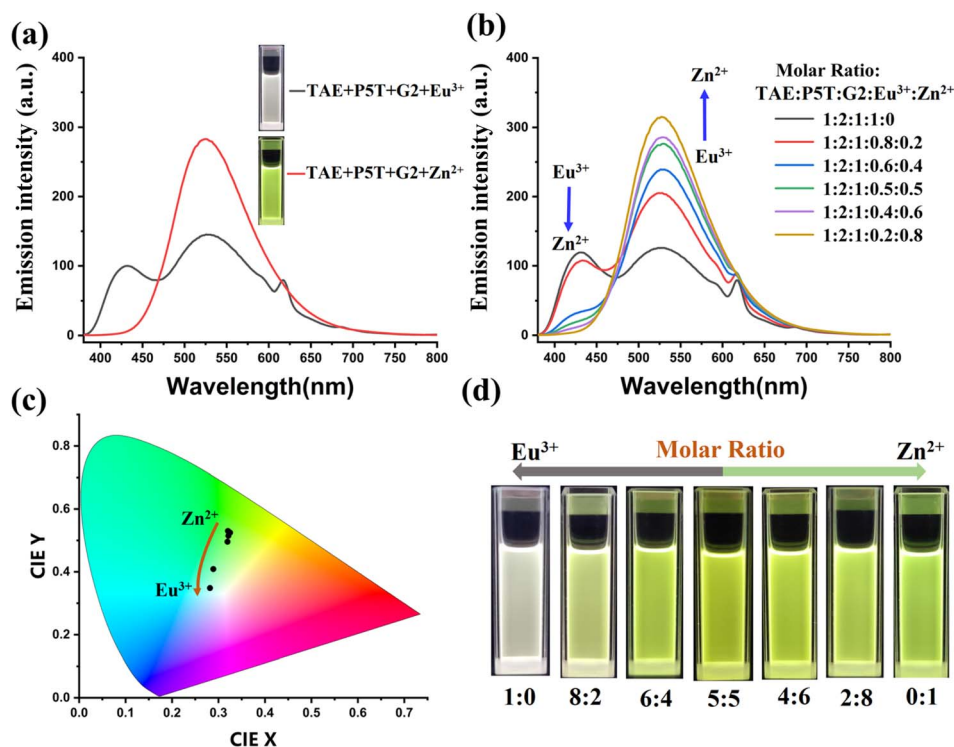 (a)
Emission intensity (a.u.)
400
300
200
100
0
TAE+P5T+G2+Eu³⁺
TAE+P5T+G2+Zn²⁺
400 450 500 550 600 650 700 750 800
Wavelength(nm)
(b)
Emission intensity (a.u.)
400
300
200
100
0
Eu³⁺
Zn²⁺
Zn²⁺
Eu³⁺
Molar Ratio:
TAE:P5T:G2:Eu³⁺:Zn²⁺
1:2:1:1:0
1:2:1:0.8:0.2
1:2:1:0.6:0.4
1:2:1:0.5:0.5
1:2:1:0.4:0.6
1:2:1:0.2:0.8
400 450 500 550 600 650 700 750 800
Wavelength(nm)
(c)
CIE Y
1.0
0.8
0.6
0.4
0.2
0.0
Zn²⁺
Eu³⁺
0.0 0.1 0.2 0.3 0.4 0.5 0.6 0.7
CIE X
(d)
Eu³⁺ Molar Ratio Zn²⁺
1:0 8:2 6:4 5:5 4:6 2:8 0:1